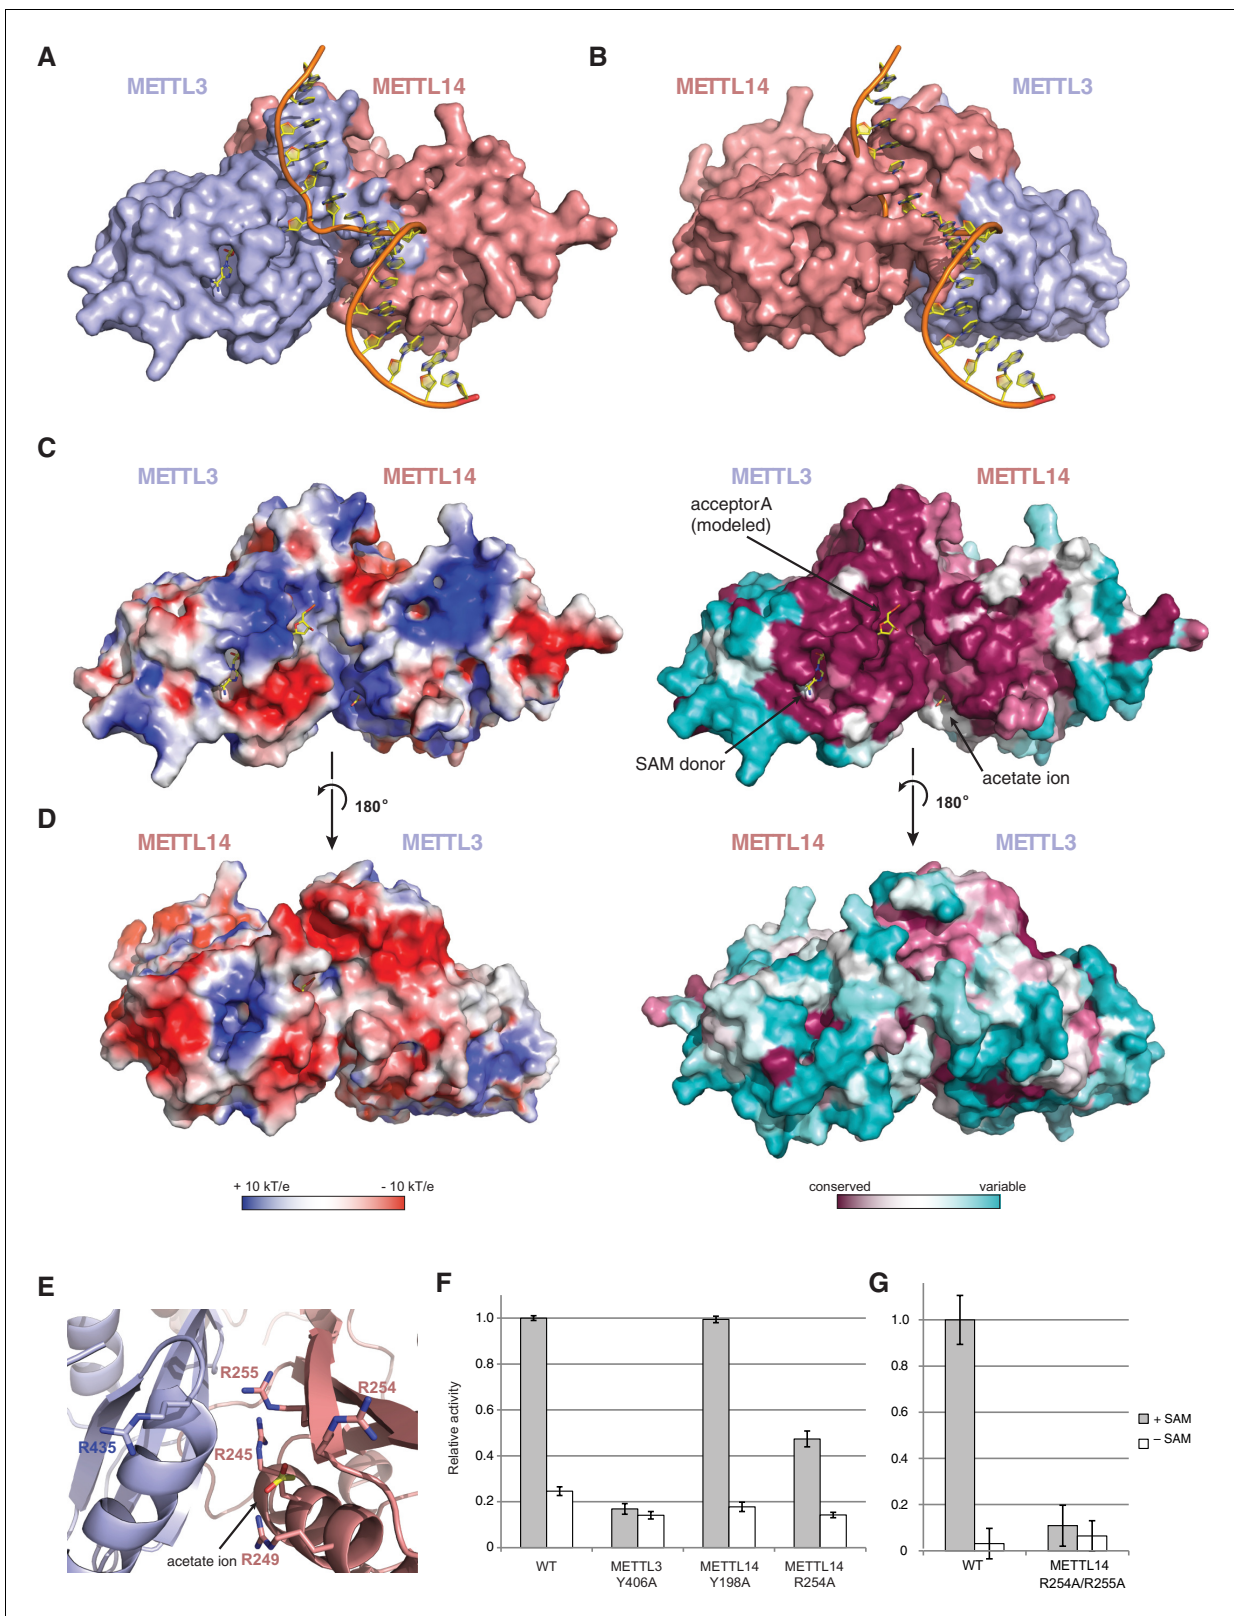 A
B
METTL3
METTL14
METTL14
METTL3
C
METTL3
METTL14
METTL3
METTL14
acceptorA
(modeled)
SAM donor
acetate ion
180°
180°
D
METTL14
METTL3
METTL14
METTL3
+ 10 kT/e
- 10 kT/e
conserved
variable
E
R255
R254
R435
R245
acetate ion
R249
F
Relative activity
1.0
0.8
0.6
0.4
0.2
0
WT
METTL3
Y406A
METTL14
Y198A
METTL14
R254A
G
1.0
0.8
0.6
0.4
0.2
0
WT
METTL14
R254A/R255A
+ SAM
– SAM